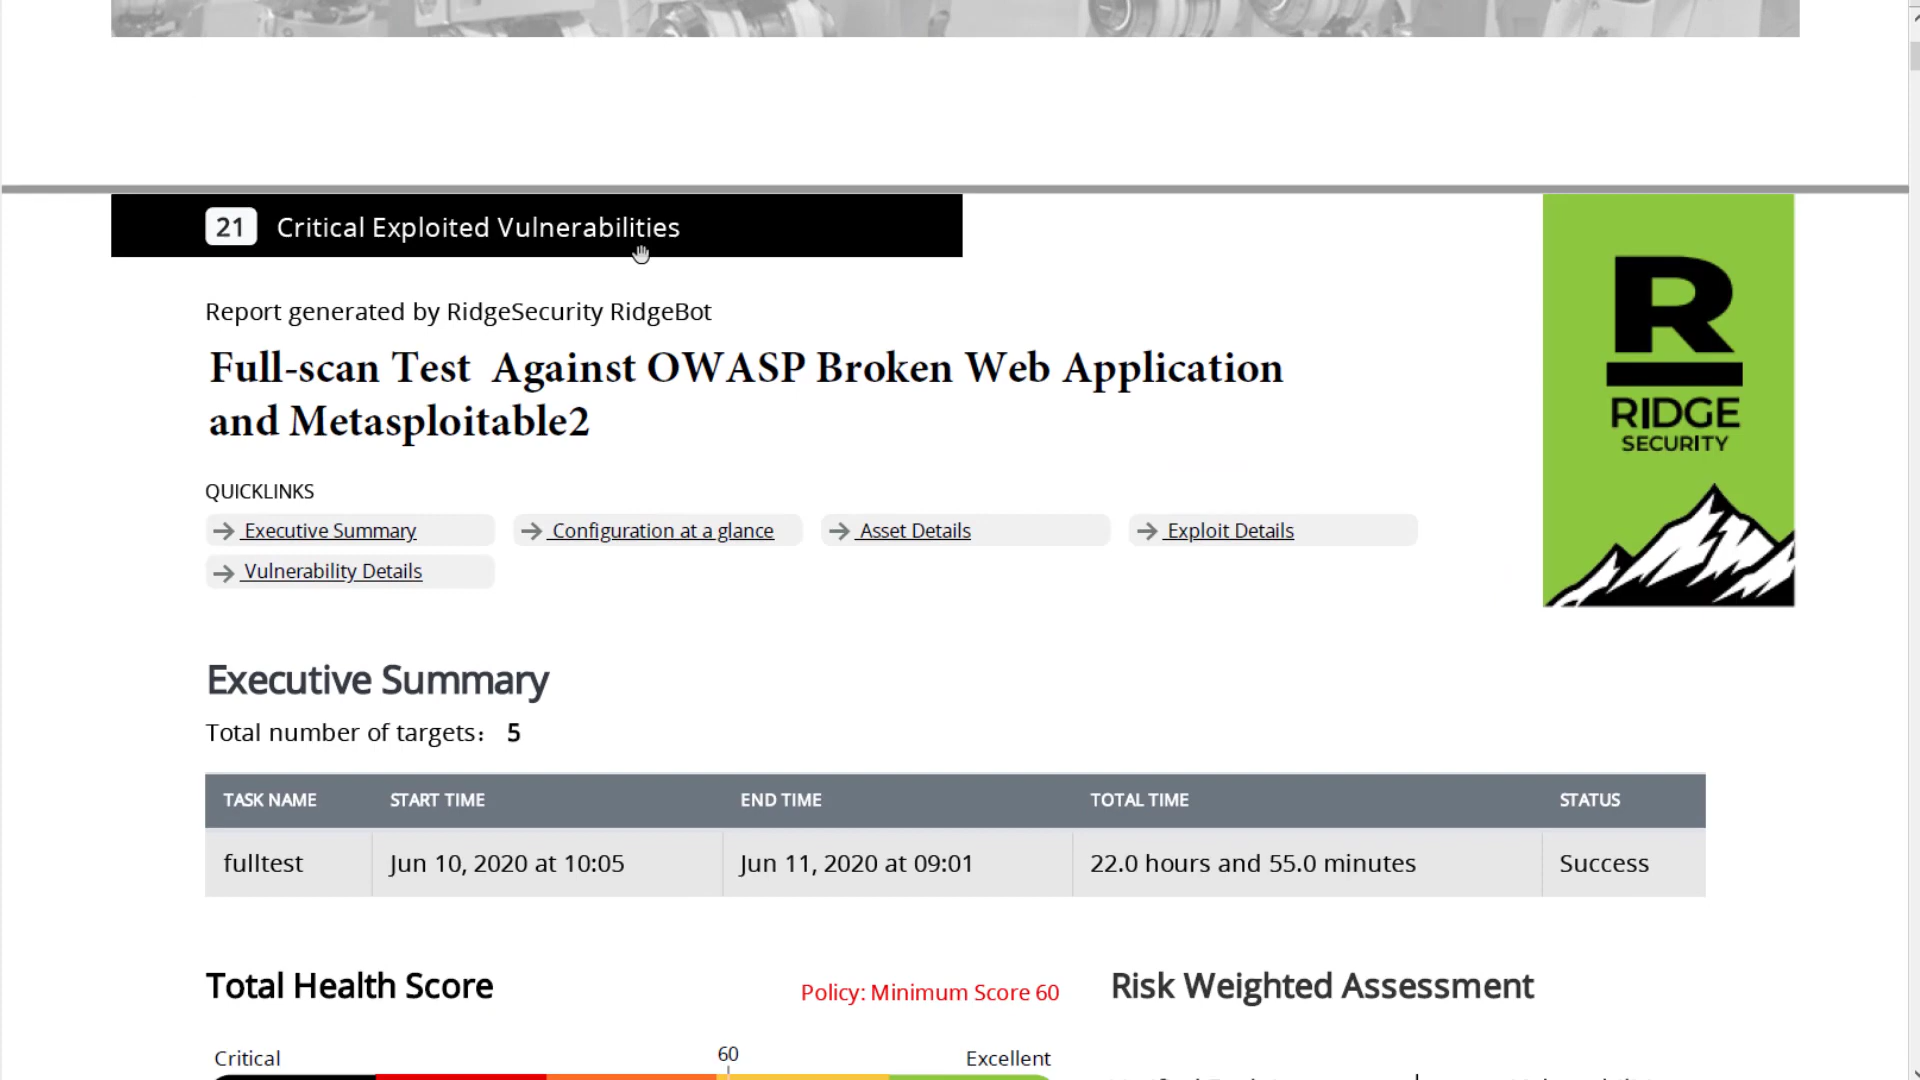 21 Critical Exploited Vulnerabilities
Report generated by RidgeSecurity RidgeBot
Full-scan Test Against OWASP Broken Web Application
and Metasploitable2
R
RIDGE
SECURITY
QUICKLINKS
Executive Summary Configuration at a glance Asset Details Exploit Details
Vulnerability Details
Executive Summary
Total number of targets: 5
TASK NAME START TIME END TIME TOTAL TIME STATUS
fulltest Jun 10, 2020 at 10:05 Jun 11, 2020 at 09:01 22.0 hours and 55.0 minutes Success
Total Health Score Policy: Minimum Score 60 Risk Weighted Assessment
Critical 60 Excellent